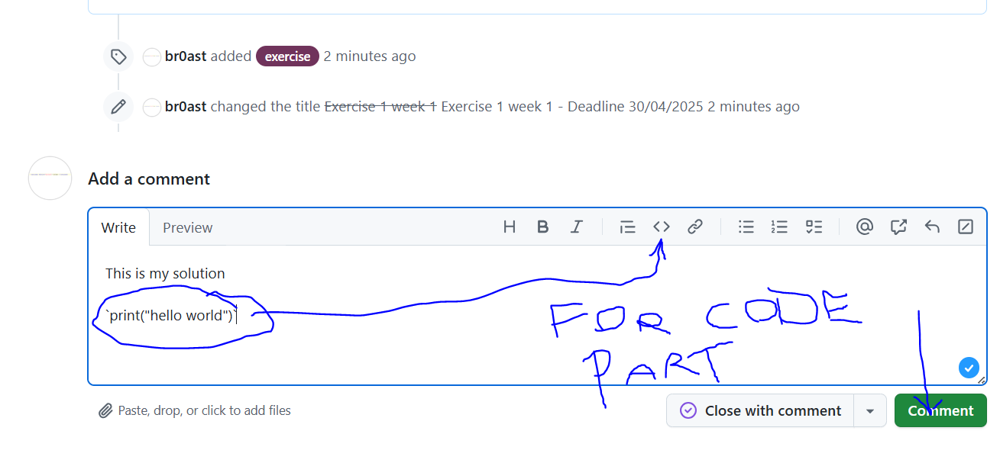 br0ast added exercise 2 minutes ago
br0ast changed the title Exercise 1 week 1 Exercise 1 week 1 - Deadline 30/04/2025 2 minutes ago
Add a comment
Write Preview
This is my solution
`print("hello world")`
FOR CODE
PART
Paste, drop, or click to add files
Close with comment
Comment